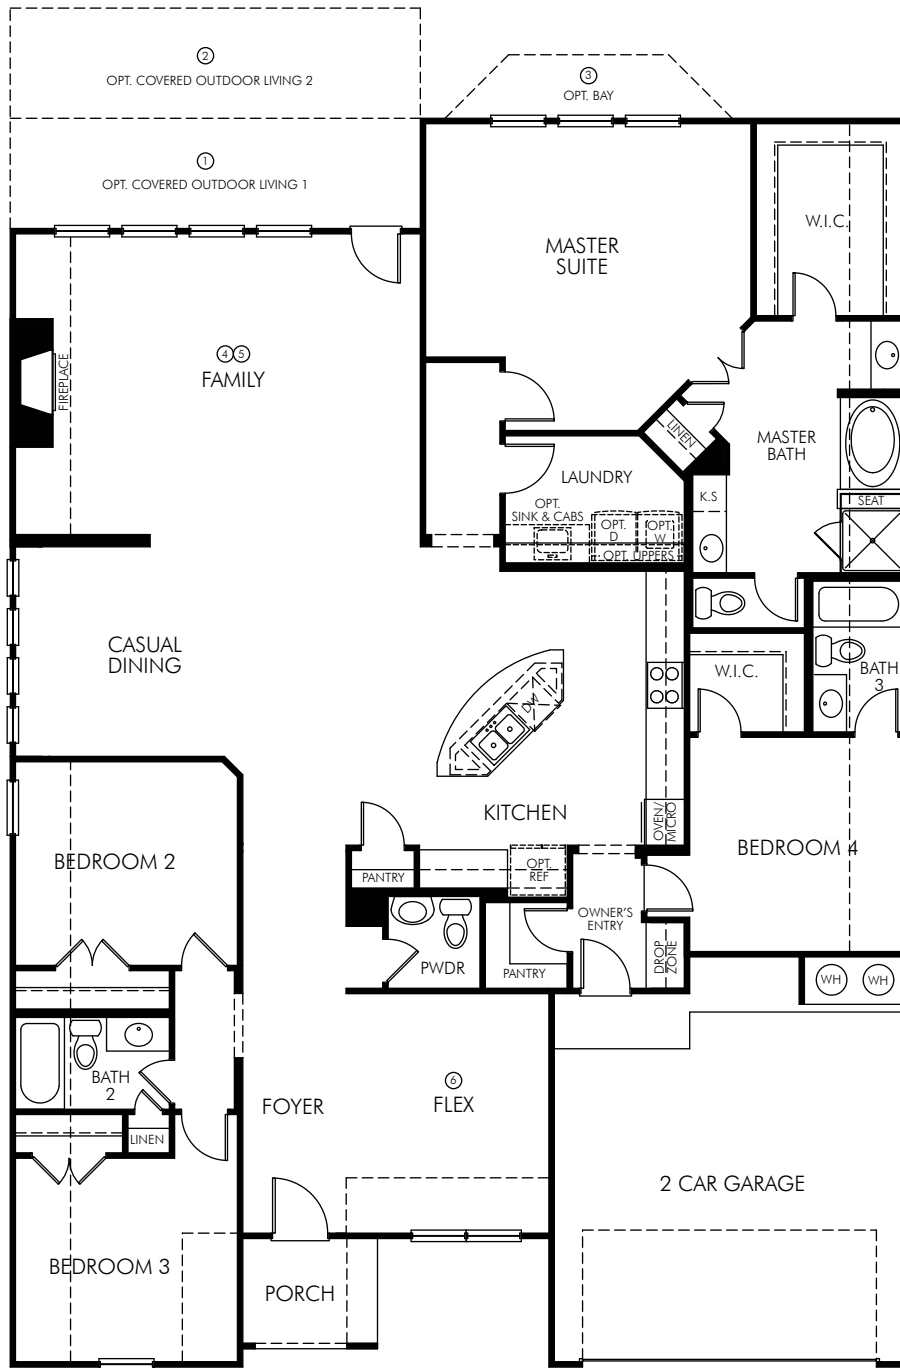 2
OPT. COVERED OUTDOOR LIVING 2
3
OPT. BAY
1
OPT. COVERED OUTDOOR LIVING 1
W.I.C.
MASTER
SUITE
4 5
FAMILY
FIREPLACE
LINEN
MASTER
BATH
LAUNDRY
K.S
SEAT
OPT.
SINK & CABS
OPT.
D
OPT.
W
OPT. UPPERS
CASUAL
DINING
W.I.C.
BATH
3
DW
KITCHEN
OVEN/
MICRO
BEDROOM 2
BEDROOM 4
PANTRY
OPT.
REF
OWNER'S
ENTRY
PWDR
PANTRY
DROP
ZONE
WH
WH
BATH
2
LINEN
FOYER
6
FLEX
2 CAR GARAGE
BEDROOM 3
PORCH